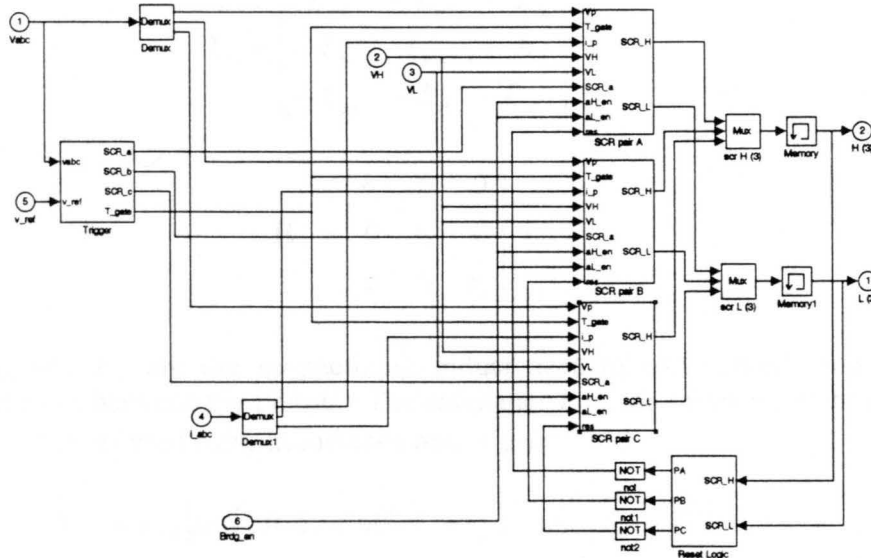 1
Vabc
Demux
Demux
vabc
v_ref
SCR_a
SCR_b
SCR_c
T_gate
Trigger
5
v_ref
2
VH
3
VL
Vp
T_gate
i_p
VH
VL
SCR_a
aH_en
aL_en
res
SCR_H
SCR_L
SCR pair A
Vp
T_gate
i_p
VH
VL
SCR_a
aH_en
aL_en
res
SCR_H
SCR_L
SCR pair B
Vp
T_gate
i_p
VH
VL
SCR_a
aH_en
aL_en
res
SCR_H
SCR_L
SCR pair C
Mux
scr H (3)
Memory
2
H (3)
Mux
scr L (3)
Memory1
1
4
i_abc
Demux
Demux1
6
Brdg_en
NOT
not
NOT
not1
NOT
not2
PA
PB
PC
SCR_H
SCR_L
Reset Logic